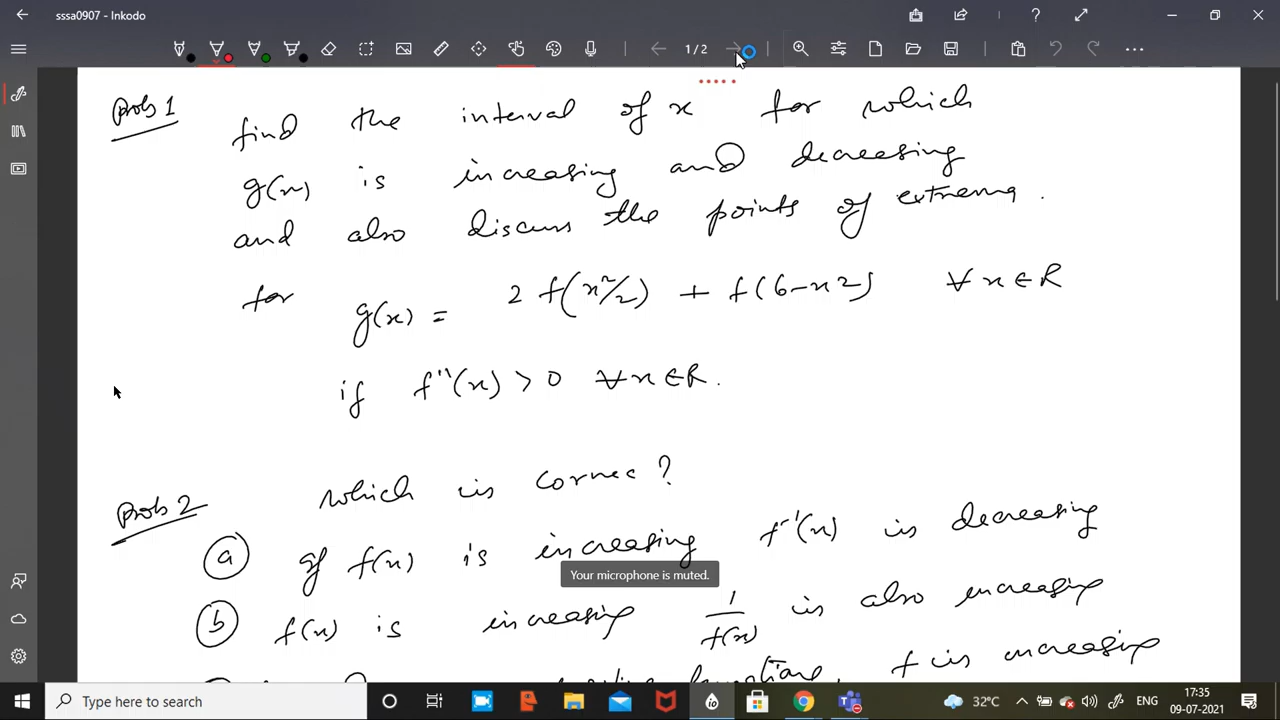 sssa0907 - Inkodo
1/2
Prob 1
find the interval of x for which
g(x) is increasing and decreasing
and also discuss the points of extrema.
for g(x) = 2 f(x²/2) + f(6-x2) ∀ x ∈ R
if f''(x) > 0 ∀ x ∈ R.
Prob 2 which is correc ?
(a) If f(x) is increasing f⁻¹(x) is decreasing
Your microphone is muted.
(b) f(x) is increasing 1/f(x) is also increasing
f is increasing
Type here to search
32°C
ENG
17:35
09-07-2021